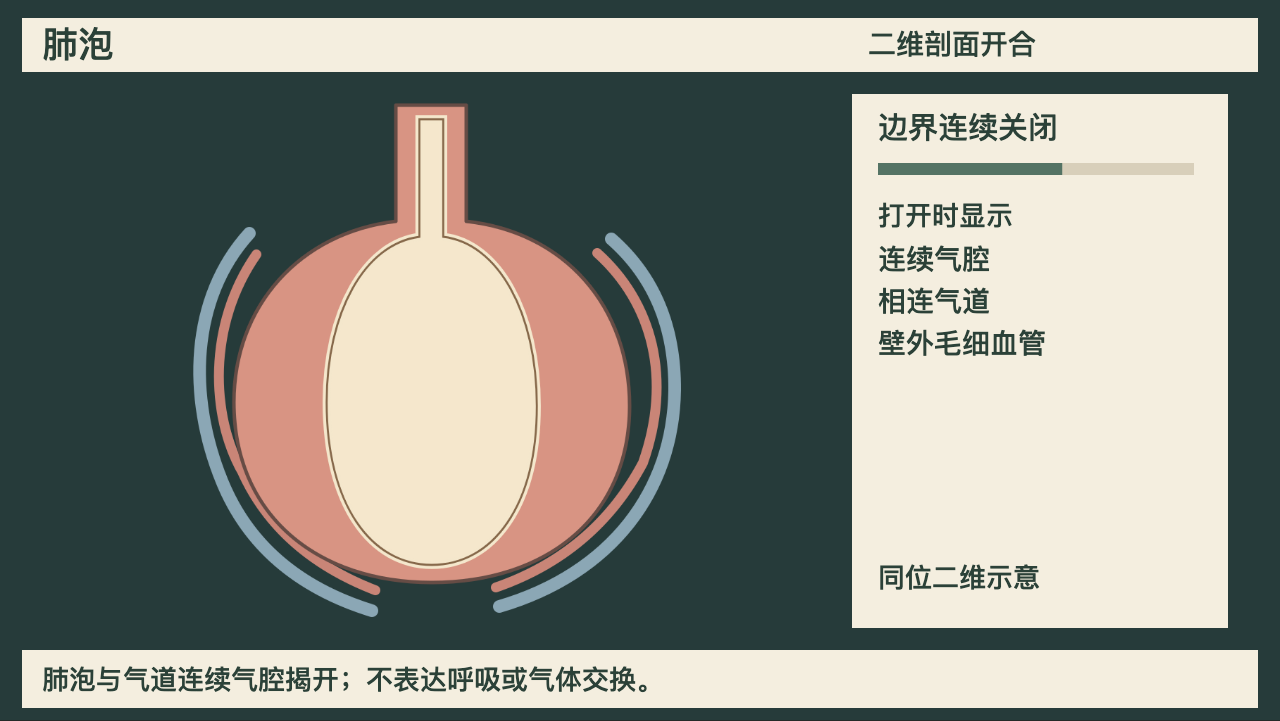 肺泡
二维剖面开合
边界连续关闭
打开时显示
连续气腔
相连气道
壁外毛细血管
同位二维示意
肺泡与气道连续气腔揭开；不表达呼吸或气体交换。